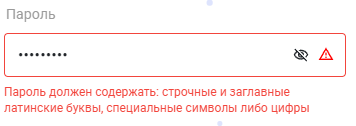 Пароль
•••••••••
Пароль должен содержать: строчные и заглавные
латинские буквы, специальные символы либо цифры